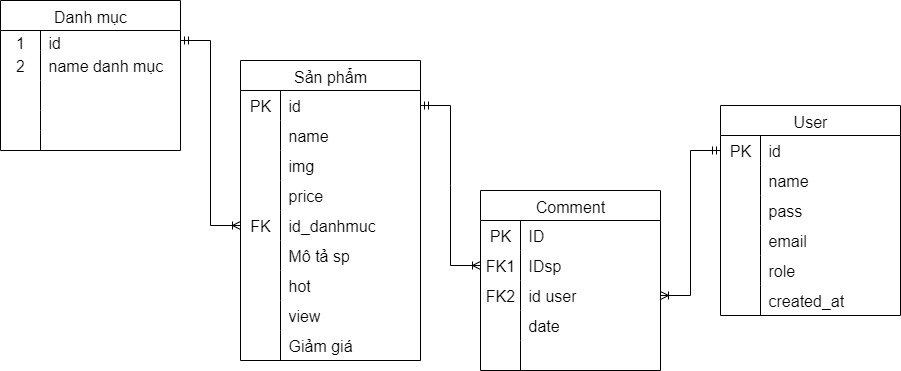 Danh mục
1 id
2 name danh mục
Sản phẩm
PK id
name
img
price
FK id_danhmuc
Mô tả sp
hot
view
Giảm giá
Comment
PK ID
FK1 IDsp
FK2 id user
date
User
PK id
name
pass
email
role
created_at